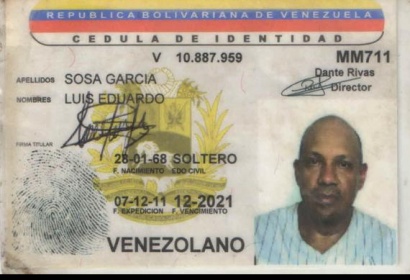 REPUBLICA BOLIVARIANA DE VENEZUELA
CEDULA DE IDENTIDAD
V 10.887.959 MM711
Dante Rivas
Director
APELLIDOS SOSA GARCIA
NOMBRES LUIS EDUARDO
FIRMA TITULAR
28-01-68 SOLTERO
F. NACIMIENTO EDO CIVIL
07-12-11 12-2021
F. EXPEDICION F. VENCIMIENTO
VENEZOLANO